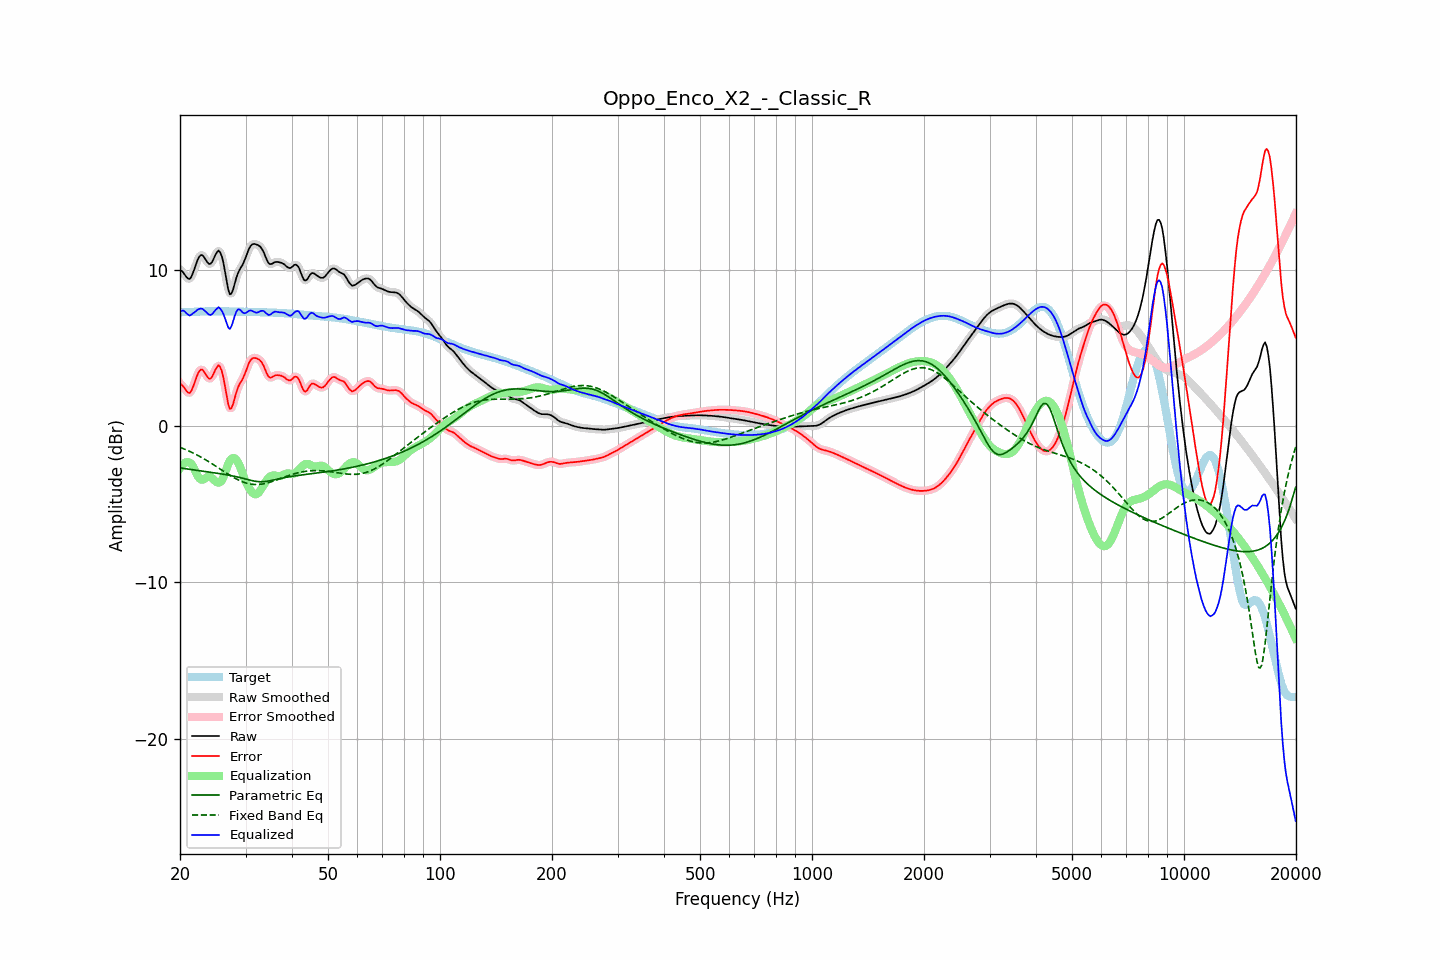 Oppo_Enco_X2_-_Classic_R
Amplitude (dBr)
10
0
−10
−20
Target
Raw Smoothed
Error Smoothed
Raw
Error
Equalization
Parametric Eq
Fixed Band Eq
Equalized
20 50 100 200 500 1000 2000 5000 10000 20000
Frequency (Hz)